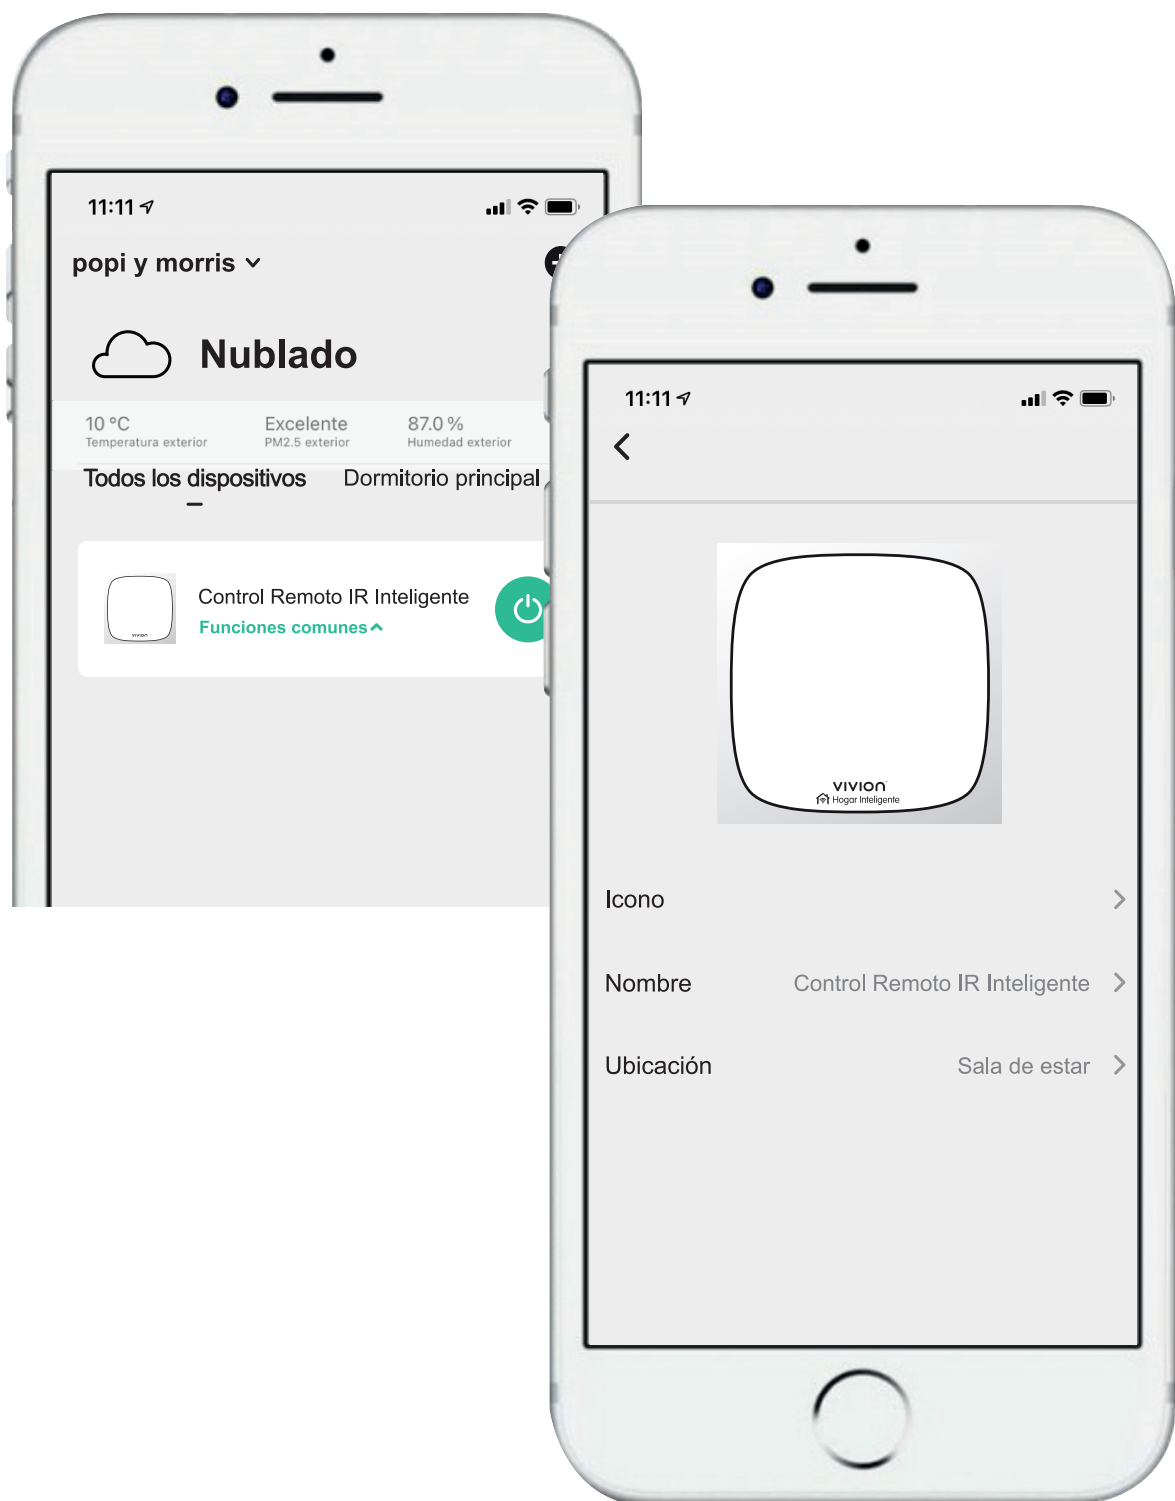 11:11
popi y morris
Nublado
10 °C
Excelente
87.0 %
Temperatura exterior
PM2.5 exterior
Humedad exterior
Todos los dispositivos
Dormitorio principal
Control Remoto IR Inteligente
Funciones comunes
VIVION
11:11
VIVION
Hogar Inteligente
Icono
Nombre
Control Remoto IR Inteligente
Ubicación
Sala de estar